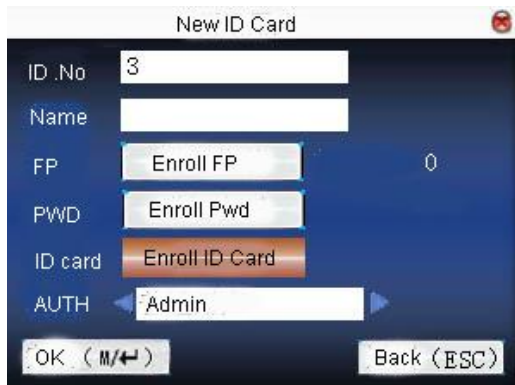 New ID Card
ID .No 3
Name
FP Enroll FP 0
PWD Enroll Pwd
ID card Enroll ID Card
AUTH Admin
OK (M/↵) Back (ESC)